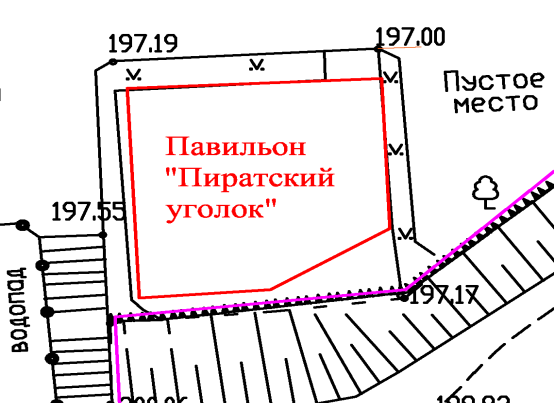 197.19
197.00
Пустое
место
Павильон
"Пиратский
уголок"
197.55
197.17
водопад